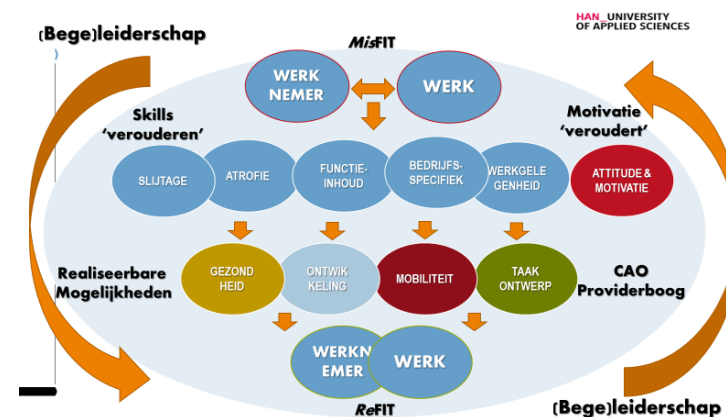 HAN_UNIVERSITY
OF APPLIED SCIENCES
(Bege)leiderschap
MisFIT
WERK
NEMER
WERK
Skills
‘verouderen’
Motivatie
‘veroudert’
SLIJTAGE
ATROFIE
FUNCTIE-
INHOUD
BEDRIJFS-
SPECIFIEK
WERKGELE
GENHEID
ATTITUDE &
MOTIVATIE
Realiseerbare
Mogelijkheden
GEZOND
HEID
ONTWIK
KELING
MOBILITEIT
TAAK
ONTWERP
CAO
Providerboog
WERKN
EMER
WERK
ReFIT
(Bege)leiderschap